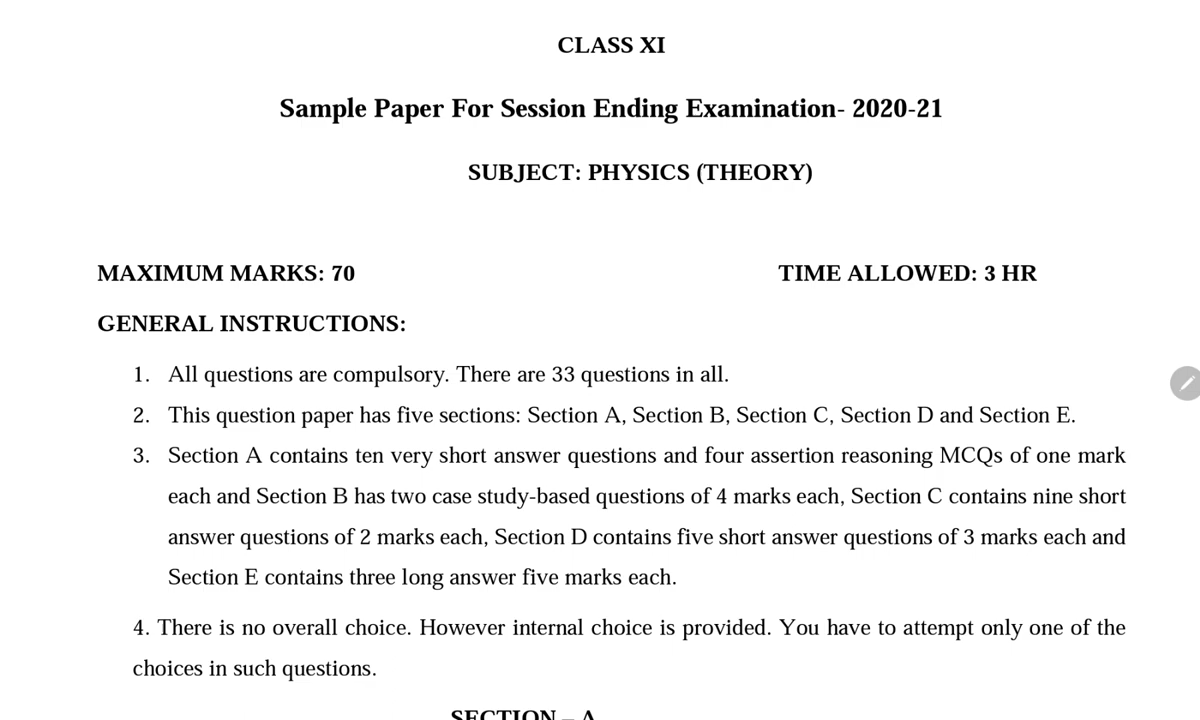 CLASS XI
Sample Paper For Session Ending Examination- 2020-21
SUBJECT: PHYSICS (THEORY)
MAXIMUM MARKS: 70 TIME ALLOWED: 3 HR
GENERAL INSTRUCTIONS:
1. All questions are compulsory. There are 33 questions in all.
2. This question paper has five sections: Section A, Section B, Section C, Section D and Section E.
3. Section A contains ten very short answer questions and four assertion reasoning MCQs of one mark
each and Section B has two case study-based questions of 4 marks each, Section C contains nine short
answer questions of 2 marks each, Section D contains five short answer questions of 3 marks each and
Section E contains three long answer five marks each.
4. There is no overall choice. However internal choice is provided. You have to attempt only one of the
choices in such questions.
SECTION – A